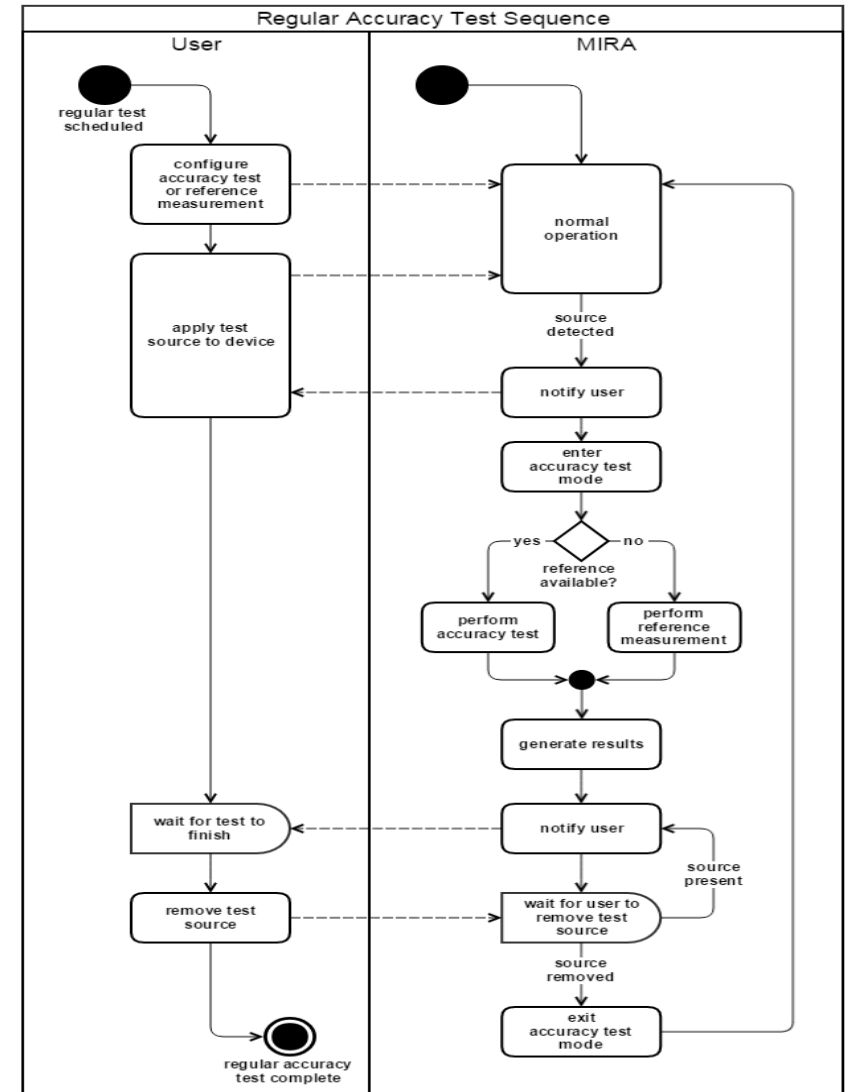 Regular Accuracy Test Sequence
User
MIRA
regular test
scheduled
configure
accuracy test
or reference
measurement
normal
operation
apply test
source to device
source
detected
notify user
enter
accuracy test
mode
yes
no
reference
available?
perform
accuracy test
perform
reference
measurement
generate results
wait for test to
finish
notify user
source
present
remove test
source
wait for user to
remove test
source
source
removed
exit
accuracy test
mode
regular accuracy
test complete